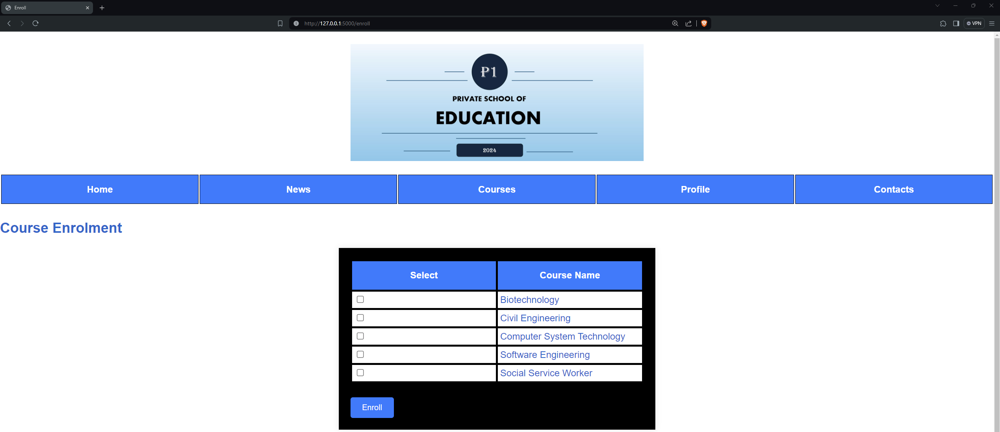 Enroll
http://127.0.0.1:5000/enroll
VPN
P1
PRIVATE SCHOOL OF
EDUCATION
2024
Home News Courses Profile Contacts
Course Enrolment
Select Course Name
Biotechnology
Civil Engineering
Computer System Technology
Software Engineering
Social Service Worker
Enroll